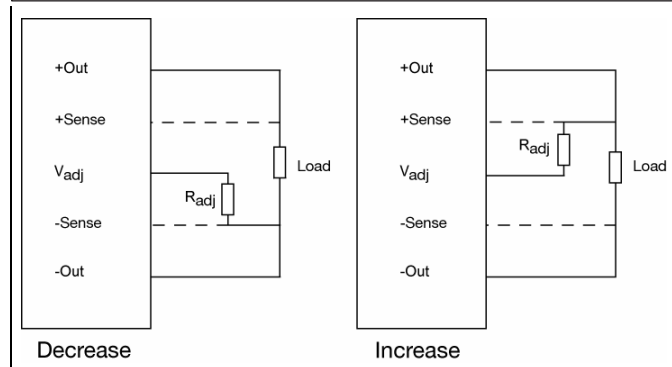 +Out
+Sense
Vadj
Radj
-Sense
-Out
Load
Decrease
+Out
+Sense
Radj
Vadj
-Sense
-Out
Load
Increase